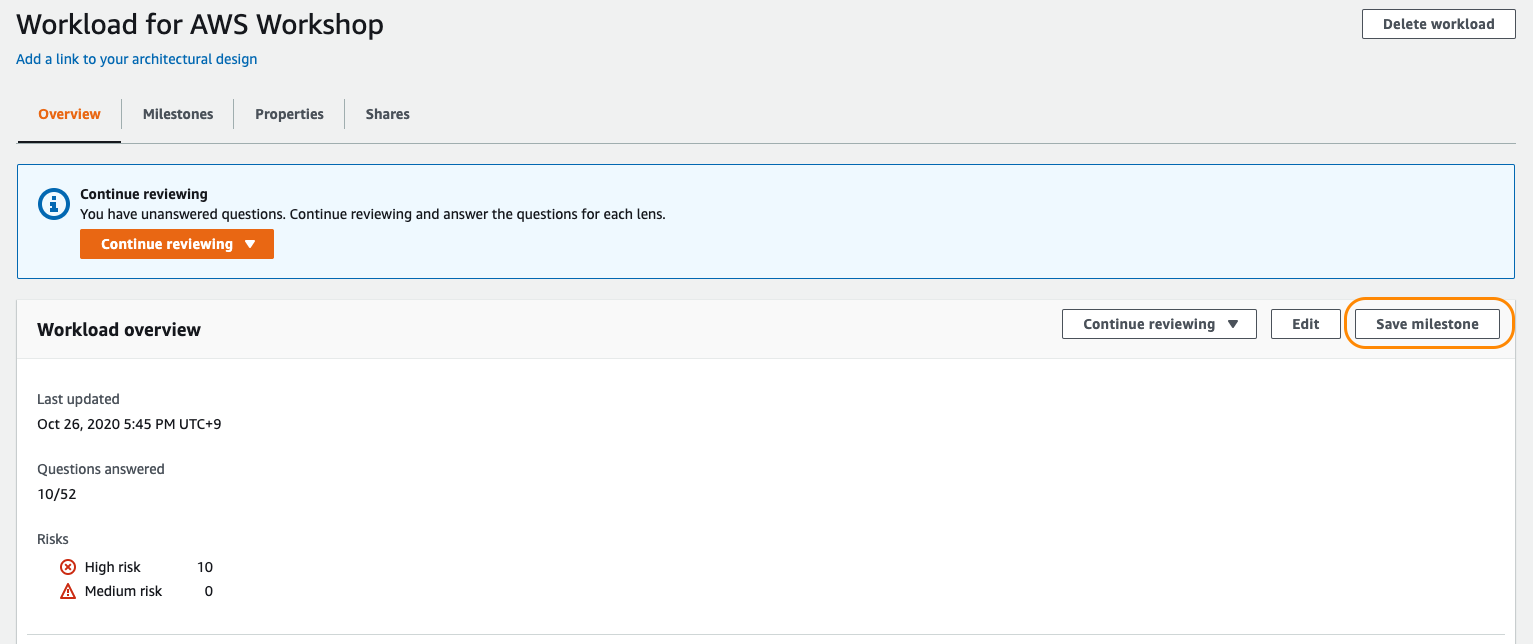 Workload for AWS Workshop
Delete workload
Add a link to your architectural design
Overview
Milestones
Properties
Shares
Continue reviewing
You have unanswered questions. Continue reviewing and answer the questions for each lens.
Continue reviewing
Workload overview
Continue reviewing
Edit
Save milestone
Last updated
Oct 26, 2020 5:45 PM UTC+9
Questions answered
10/52
Risks
High risk 10
Medium risk 0